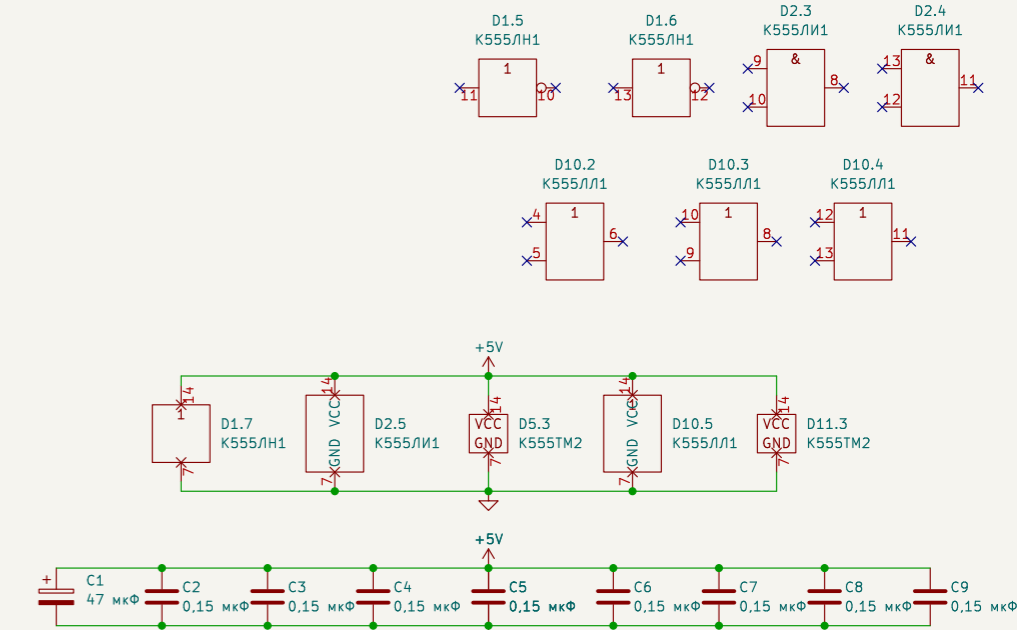 D1.5
К555ЛН1
1
11
10
D1.6
К555ЛН1
1
13
12
D2.3
К555ЛИ1
&
9
10
8
D2.4
К555ЛИ1
&
13
12
11
D10.2
К555ЛЛ1
1
4
5
6
D10.3
К555ЛЛ1
1
10
9
8
D10.4
К555ЛЛ1
1
12
13
11
+5V
14
1
7
D1.7
К555ЛН1
14
VCC
GND
7
D2.5
К555ЛИ1
14
VCC
GND
7
D5.3
К555ТМ2
14
1
VCC
GND
7
D10.5
К555ЛЛ1
14
VCC
GND
7
D11.3
К555ТМ2
+5V
+
C1
47 мкФ
C2
0,15 мкФ
C3
0,15 мкФ
C4
0,15 мкФ
C5
0,15 мкФ
C6
0,15 мкФ
C7
0,15 мкФ
C8
0,15 мкФ
C9
0,15 мкФ